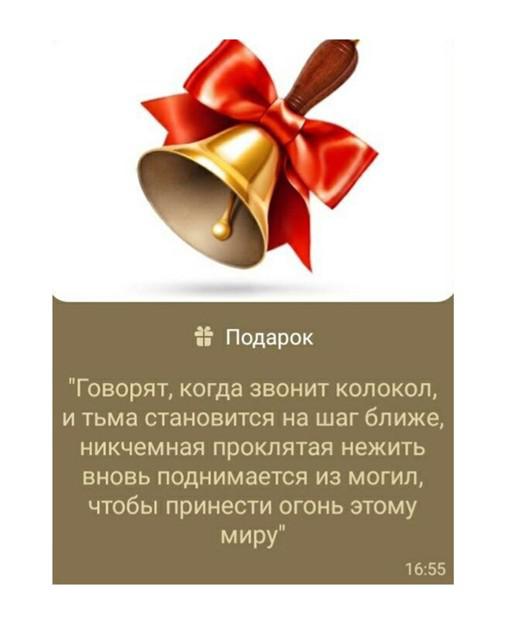 Подарок
"Говорят, когда звонит колокол,
и тьма становится на шаг ближе,
никчемная проклятая нежить
вновь поднимается из могил,
чтобы принести огонь этому
миру"
16:55